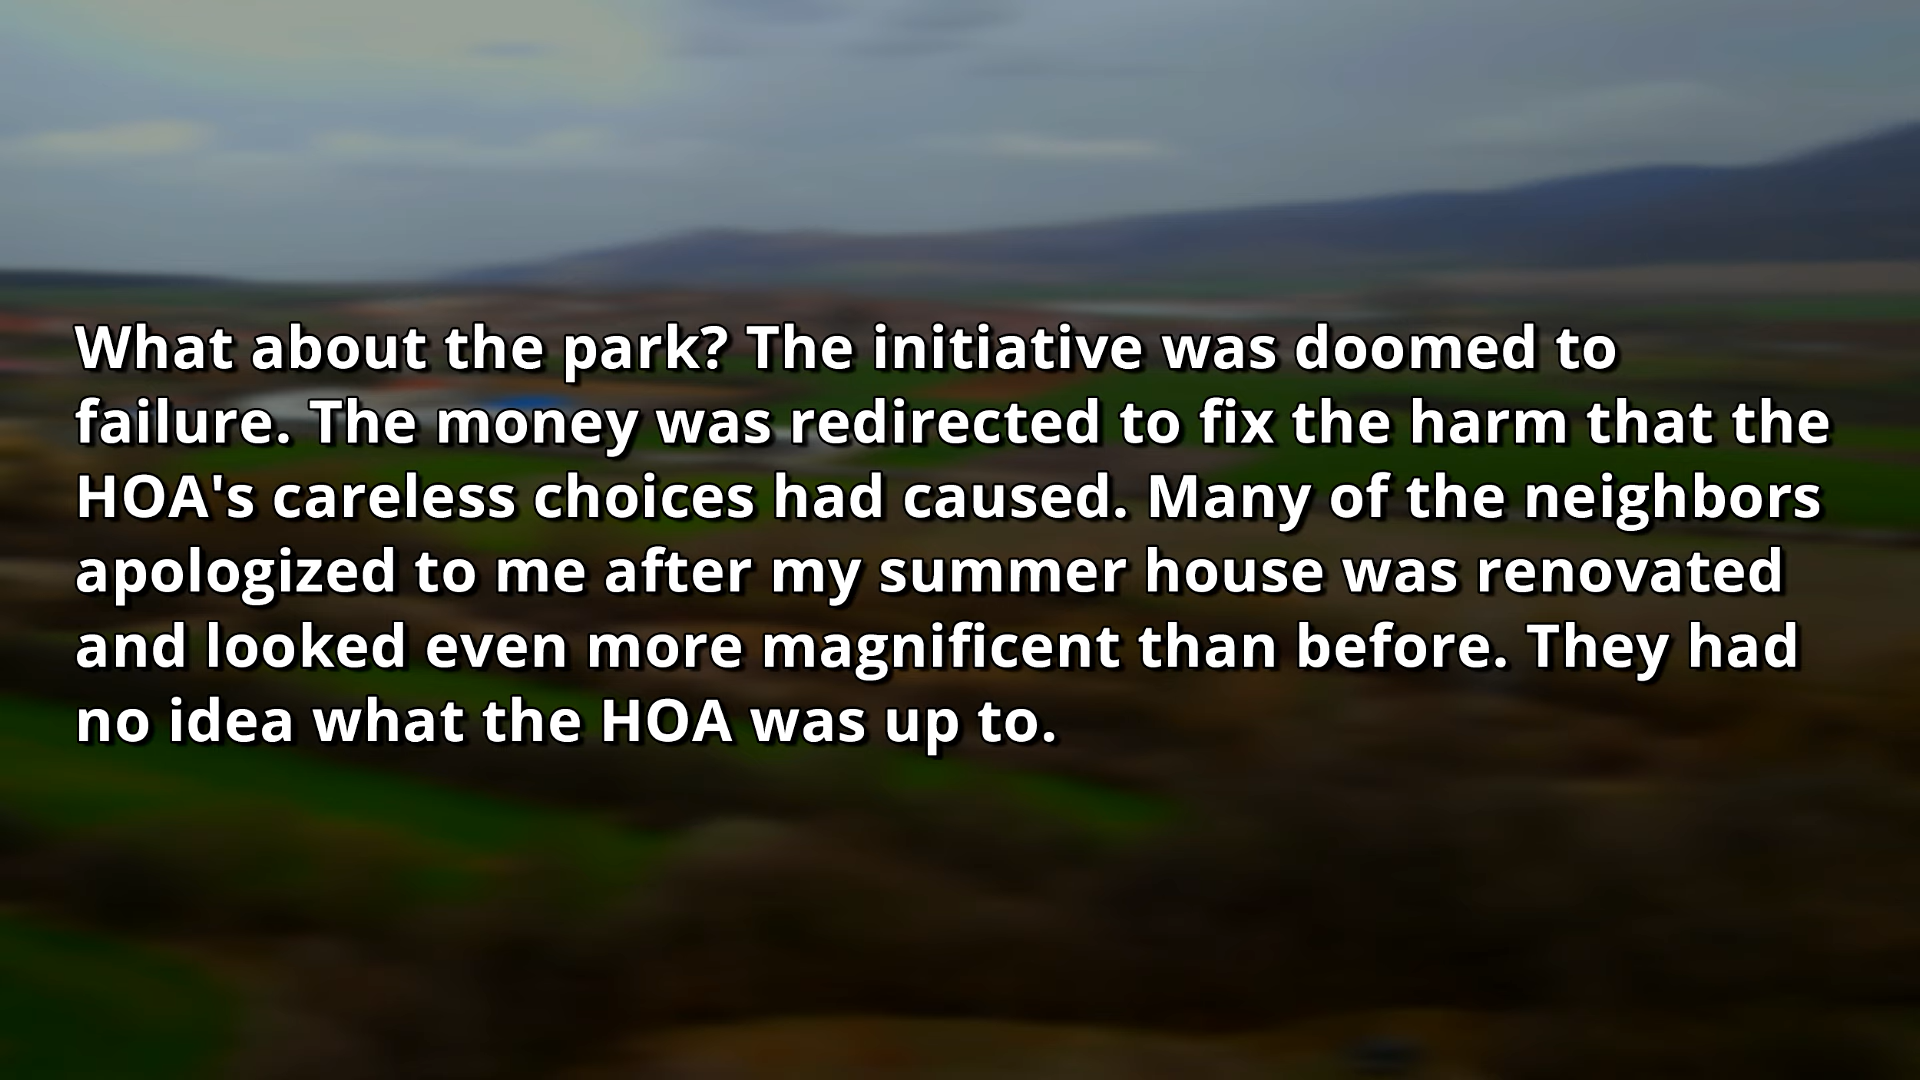 What about the park? The initiative was doomed to
failure. The money was redirected to fix the harm that the
HOA's careless choices had caused. Many of the neighbors
apologized to me after my summer house was renovated
and looked even more magnificent than before. They had
no idea what the HOA was up to.